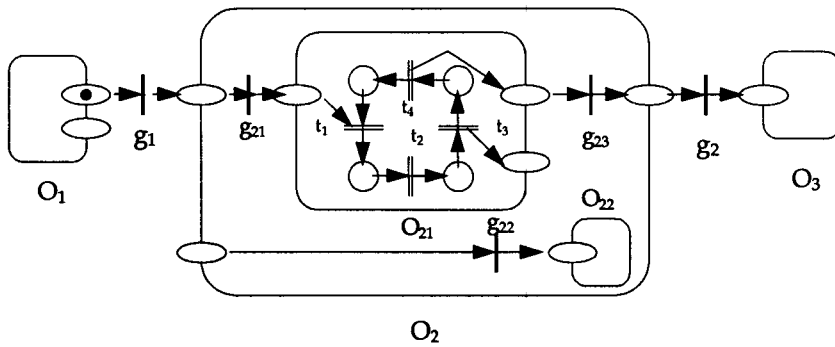 t₄
t₁
t₂
t₃
g₁
g₂₁
g₂₃
g₂
O₁
O₂₁
g₂₂
O₂₂
O₃
O₂